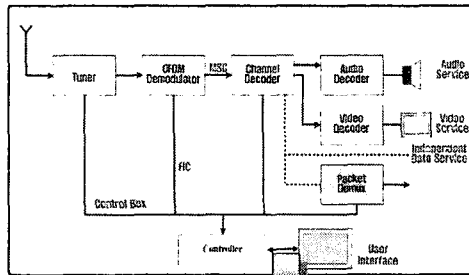 Tuner
OFDM
Demodulator
MSC
Channel
Decoder
Audio
Decoder
Audio
Service
Video
Decoder
Video
Service
Independent
Data Service
Packet
Demux
FIC
Control Box
Controller
User
Interface